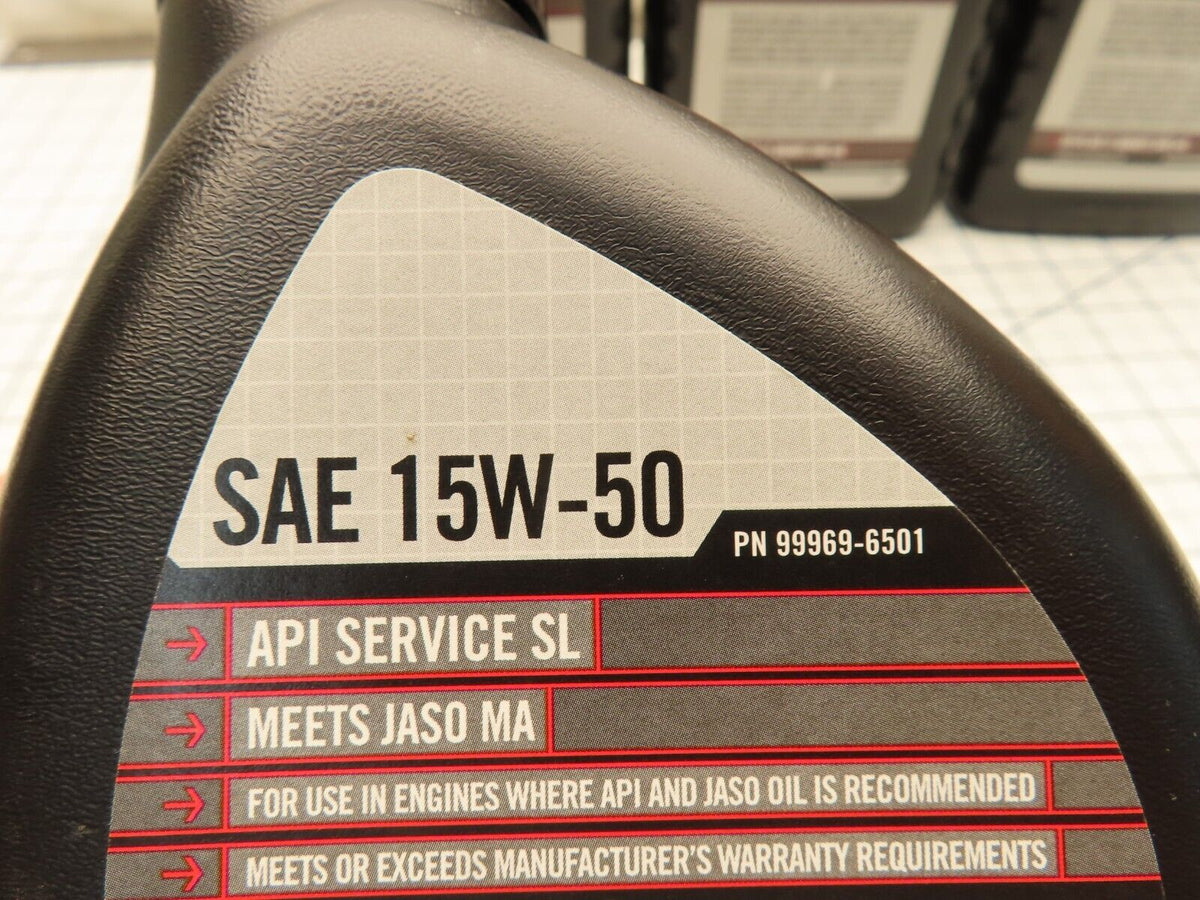 SAE 15W-50
PN 99969-6501
→ API SERVICE SL
→ MEETS JASO MA
→ FOR USE IN ENGINES WHERE API AND JASO OIL IS RECOMMENDED
→ MEETS OR EXCEEDS MANUFACTURER'S WARRANTY REQUIREMENTS